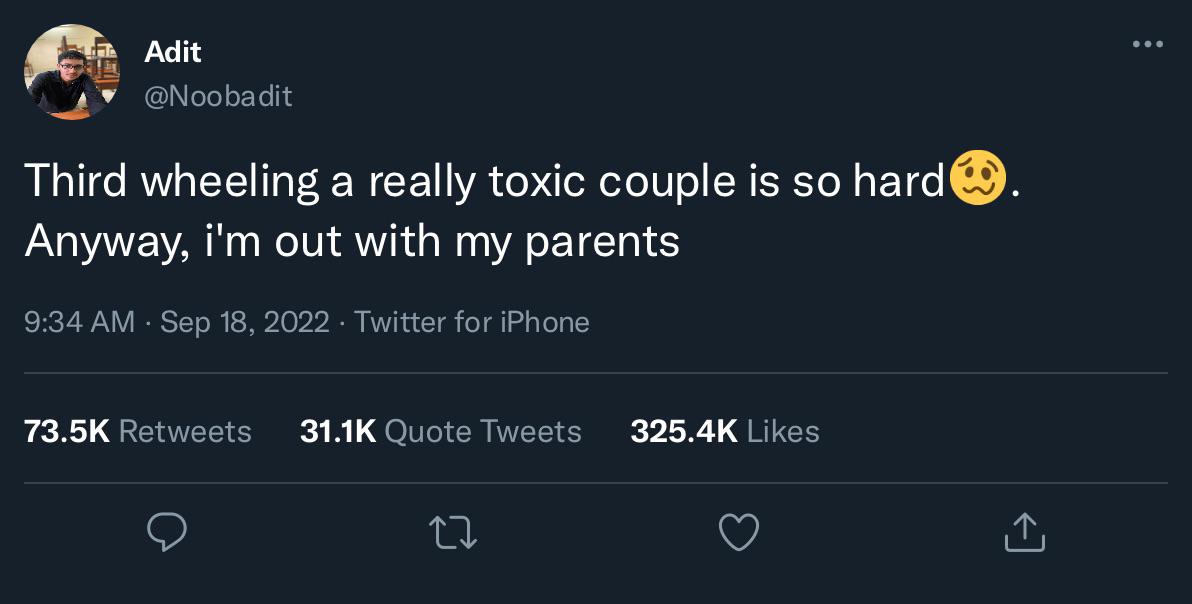 Adit
@Noobadit
Third wheeling a really toxic couple is so hard🥴.
Anyway, i'm out with my parents
9:34 AM · Sep 18, 2022 · Twitter for iPhone
73.5K Retweets 31.1K Quote Tweets 325.4K Likes